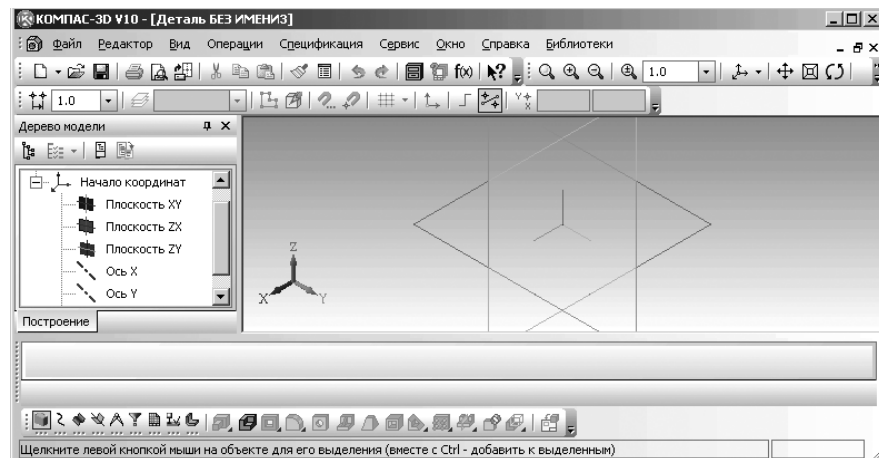 КОМПАС-3D V10 - [Деталь БЕЗ ИМЕНИ3]
Файл Редактор Вид Операции Спецификация Сервис Окно Справка Библиотеки
f(x) 1.0
1.0
Дерево модели
Начало координат
Плоскость XY
Плоскость ZX
Плоскость ZY
Ось X
Ось Y
Построение
Z
X Y
Щелкните левой кнопкой мыши на объекте для его выделения (вместе с Ctrl - добавить к выделенным)